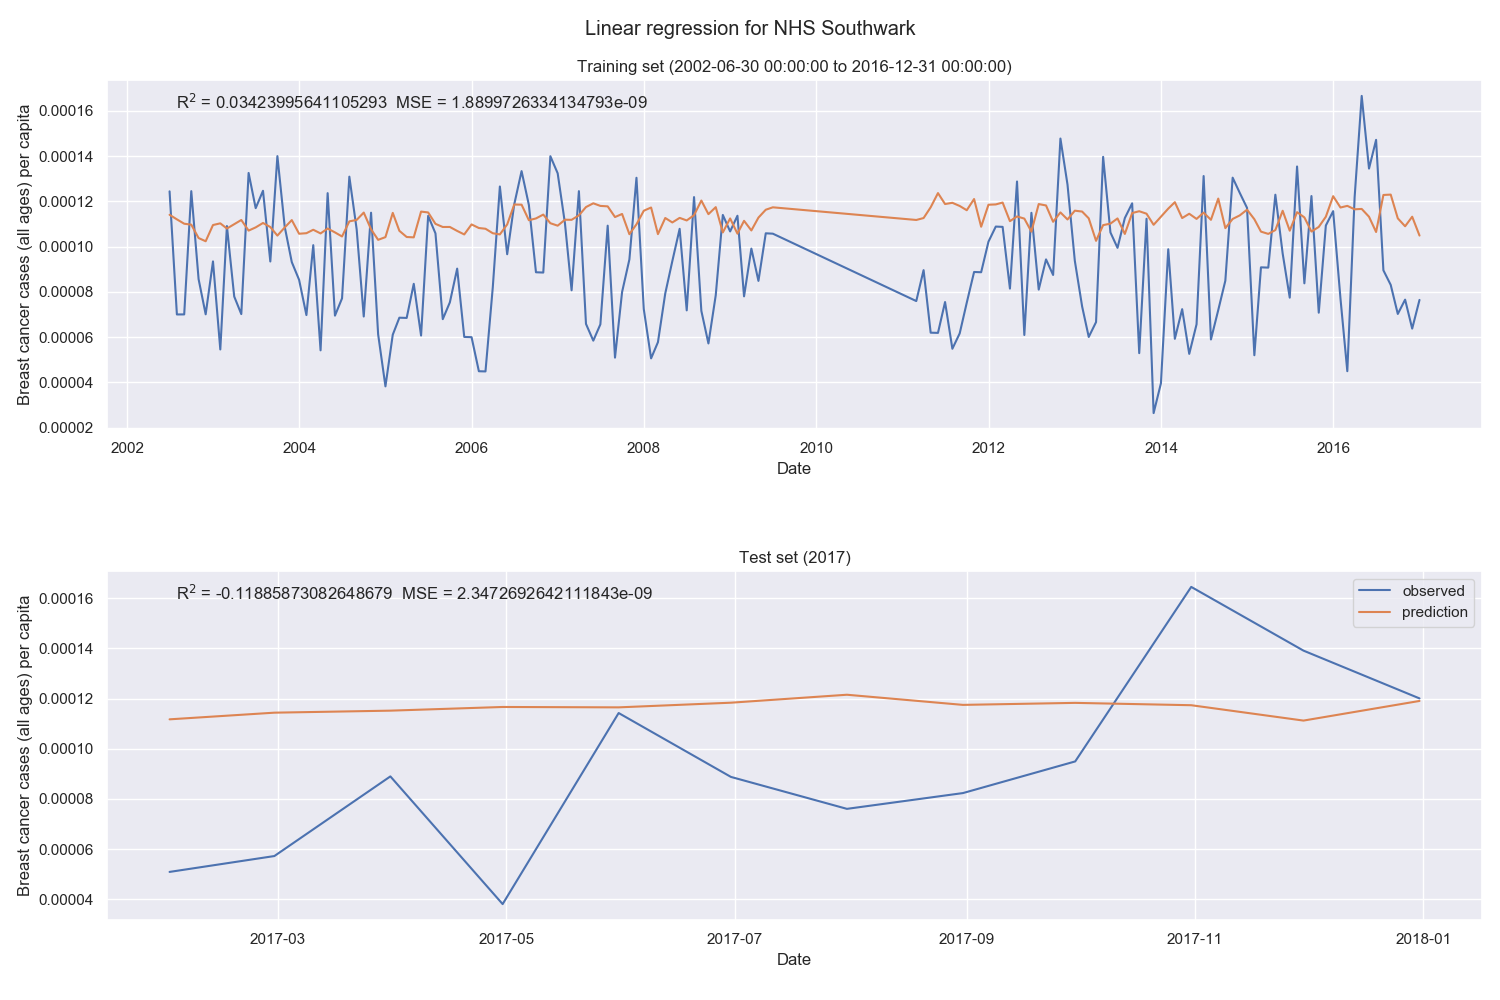 Linear regression for NHS Southwark
Training set (2002-06-30 00:00:00 to 2016-12-31 00:00:00)
R² = 0.03423995641105293 MSE = 1.8899726334134793e-09
Breast cancer cases (all ages) per capita
0.00016
0.00014
0.00012
0.00010
0.00008
0.00006
0.00004
0.00002
2002 2004 2006 2008 2010 2012 2014 2016
Date
Test set (2017)
R² = -0.11885873082648679 MSE = 2.3472692642111843e-09
observed
prediction
Breast cancer cases (all ages) per capita
0.00016
0.00014
0.00012
0.00010
0.00008
0.00006
0.00004
2017-03 2017-05 2017-07 2017-09 2017-11 2018-01
Date